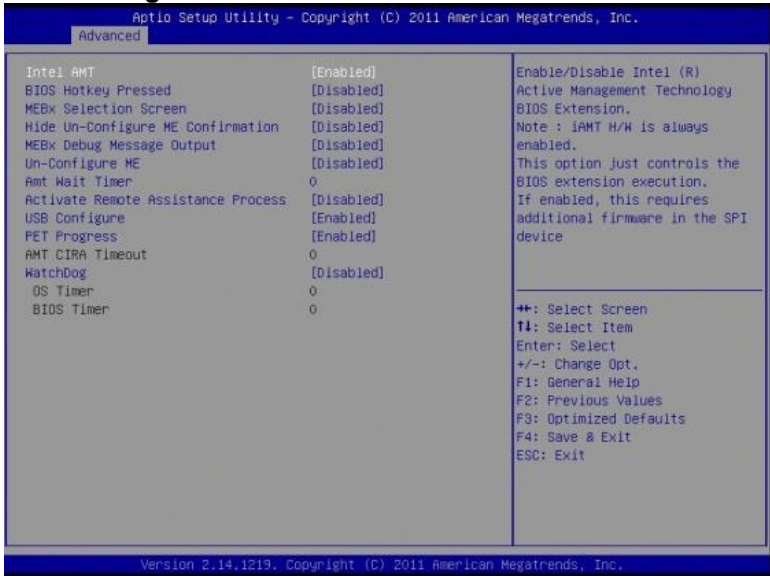 Aptio Setup Utility – Copyright (C) 2011 American Megatrends, Inc.
Advanced
Intel AMT [Enabled]
BIOS Hotkey Pressed [Disabled]
MEBx Selection Screen [Disabled]
Hide Un-Configure ME Confirmation [Disabled]
MEBx Debug Message Output [Disabled]
Un-Configure ME [Disabled]
Amt Wait Timer 0
Activate Remote Assistance Process [Disabled]
USB Configure [Enabled]
PET Progress [Enabled]
AMT CIRA Timeout 0
WatchDog [Disabled]
OS Timer 0
BIOS Timer 0
Enable/Disable Intel (R)
Active Management Technology
BIOS Extension.
Note : iAMT H/W is always
enabled.
This option just controls the
BIOS extension execution.
If enabled, this requires
additional firmware in the SPI
device
→←: Select Screen
↑↓: Select Item
Enter: Select
+/-: Change Opt.
F1: General Help
F2: Previous Values
F3: Optimized Defaults
F4: Save & Exit
ESC: Exit
Version 2.14.1219. Copyright (C) 2011 American Megatrends, Inc.